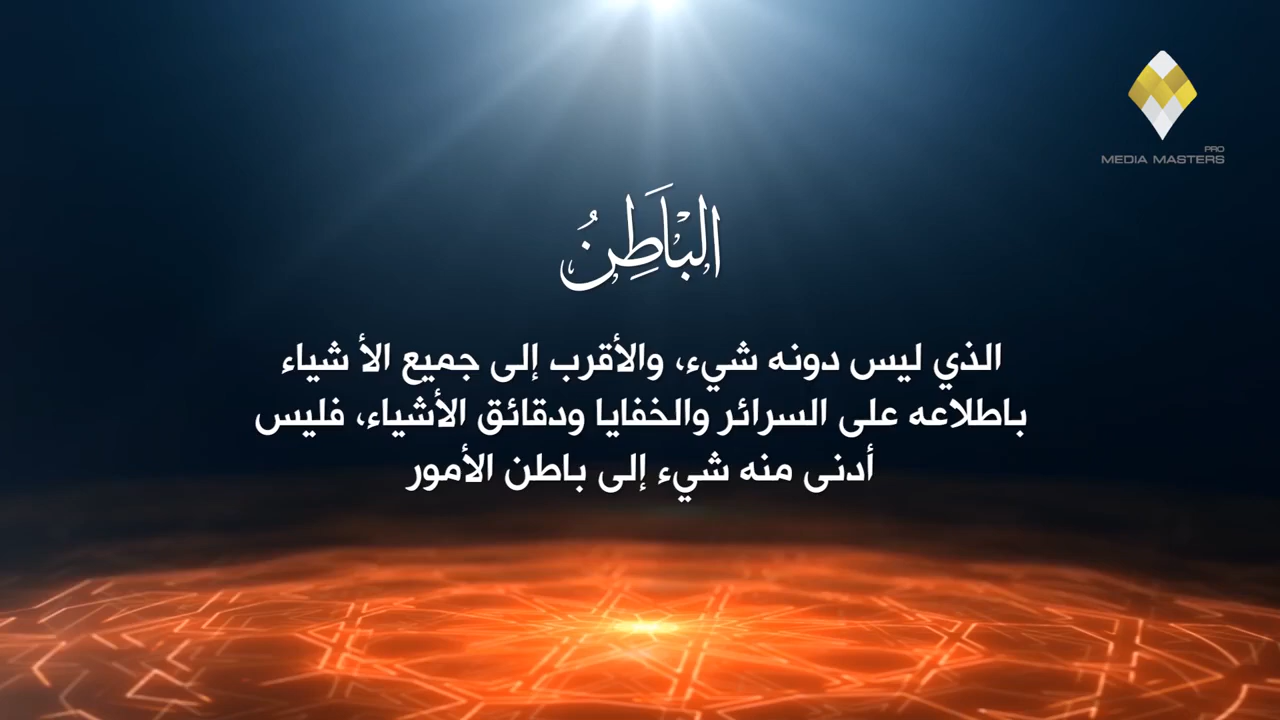 PRO
MEDIA MASTERS
البَاطِنُ
الذي ليس دونه شيء، والأقرب إلى جميع الأ شياء
باطلاعه على السرائر والخفايا ودقائق الأشياء، فليس
أدنى منه شيء إلى باطن الأمور